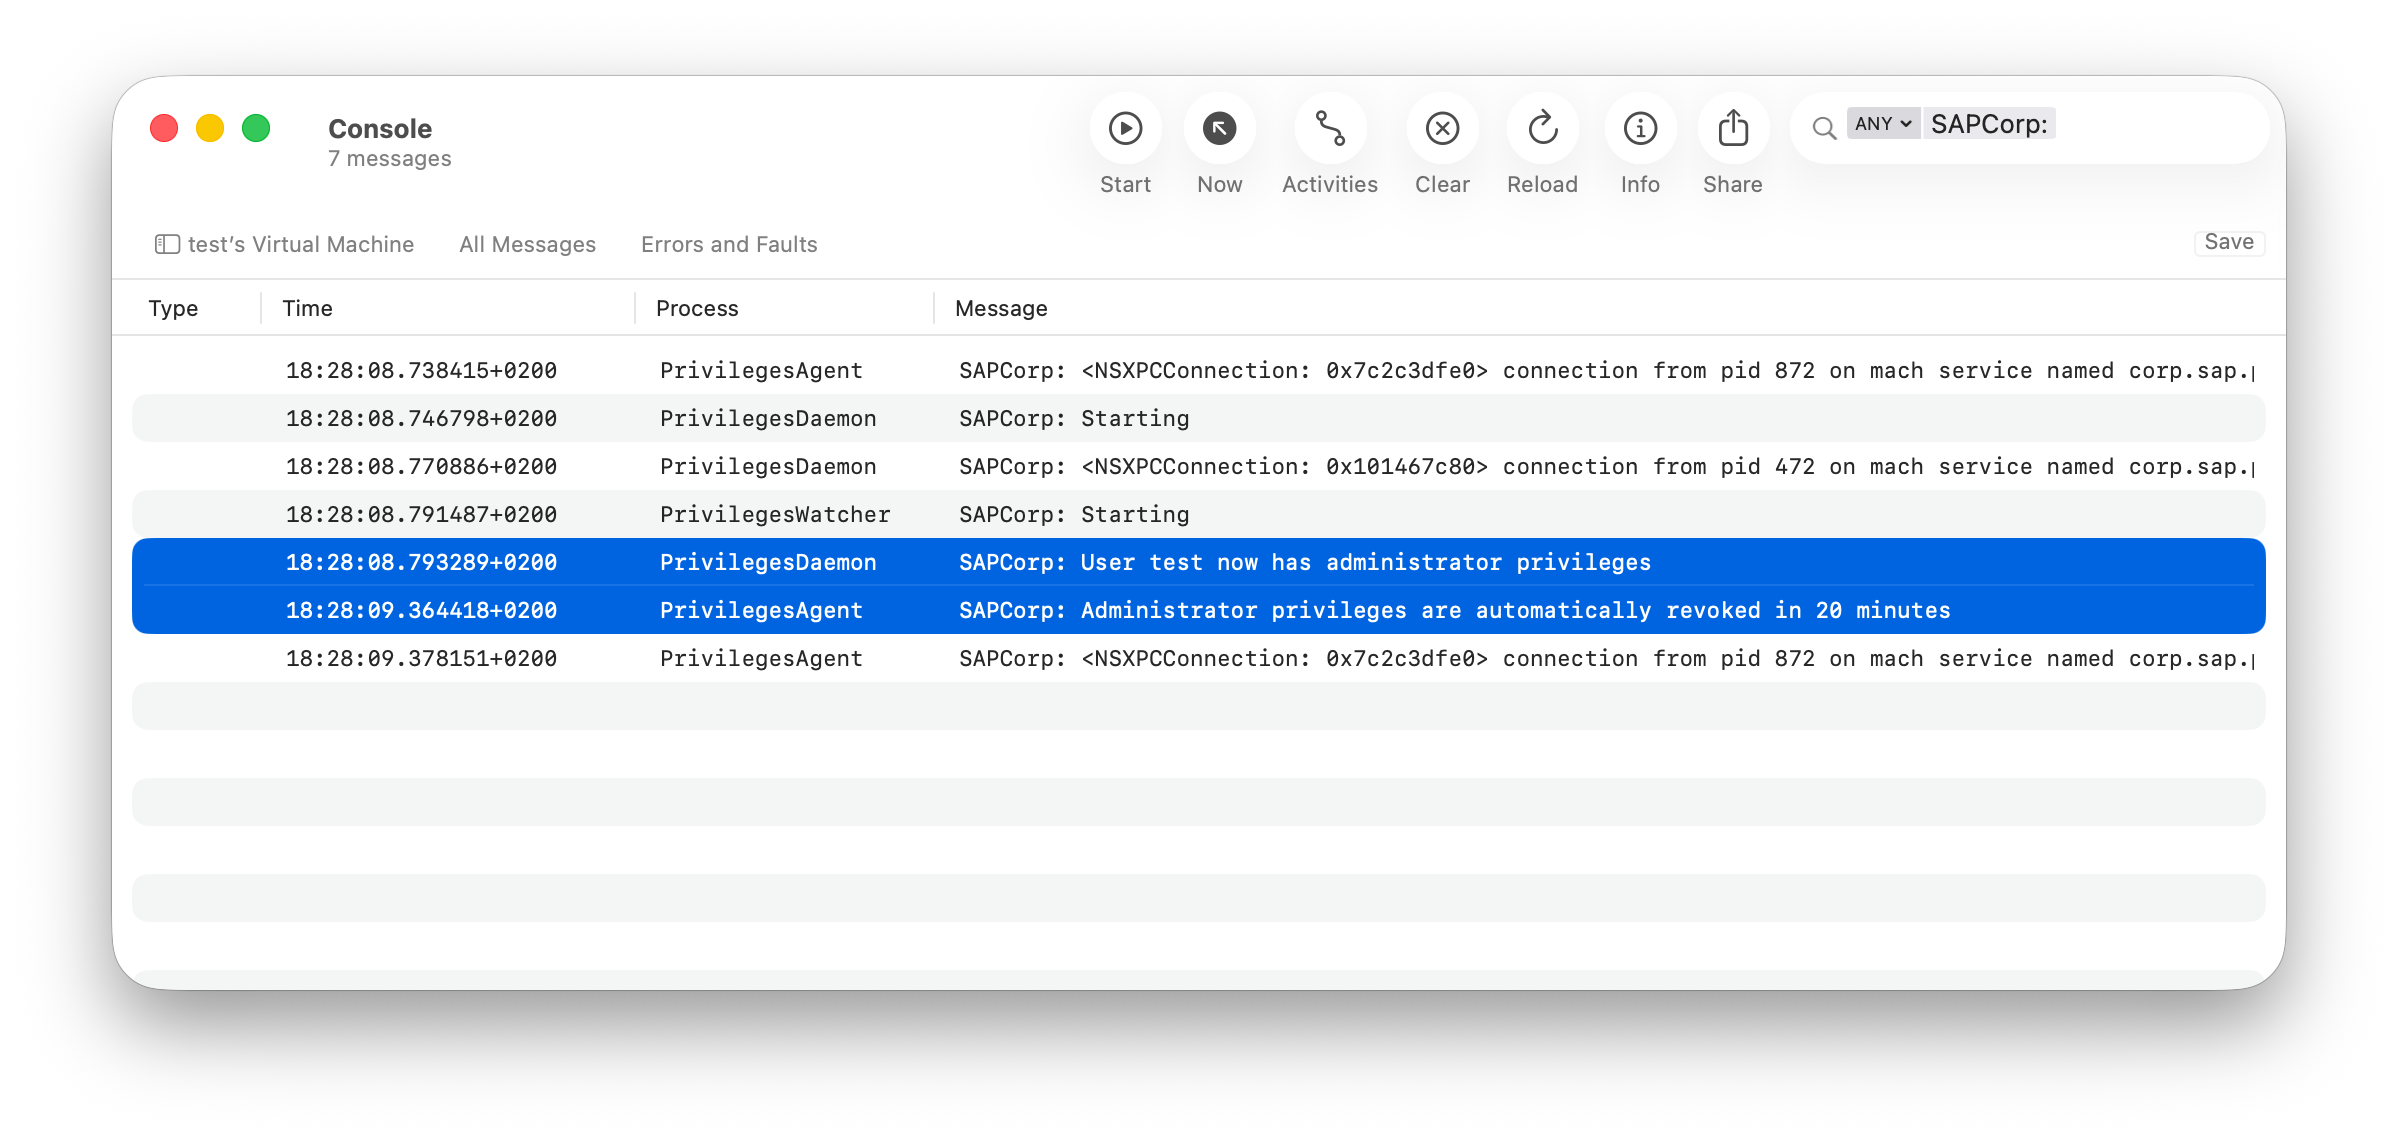 Console
7 messages
Start Now Activities Clear Reload Info Share
ANY SAPCorp:
test’s Virtual Machine All Messages Errors and Faults Save
Type Time Process Message
18:28:08.738415+0200 PrivilegesAgent SAPCorp: <NSXPCConnection: 0x7c2c3dfe0> connection from pid 872 on mach service named corp.sap.
18:28:08.746798+0200 PrivilegesDaemon SAPCorp: Starting
18:28:08.770886+0200 PrivilegesDaemon SAPCorp: <NSXPCConnection: 0x101467c80> connection from pid 472 on mach service named corp.sap.
18:28:08.791487+0200 PrivilegesWatcher SAPCorp: Starting
18:28:08.793289+0200 PrivilegesDaemon SAPCorp: User test now has administrator privileges
18:28:09.364418+0200 PrivilegesAgent SAPCorp: Administrator privileges are automatically revoked in 20 minutes
18:28:09.378151+0200 PrivilegesAgent SAPCorp: <NSXPCConnection: 0x7c2c3dfe0> connection from pid 872 on mach service named corp.sap.